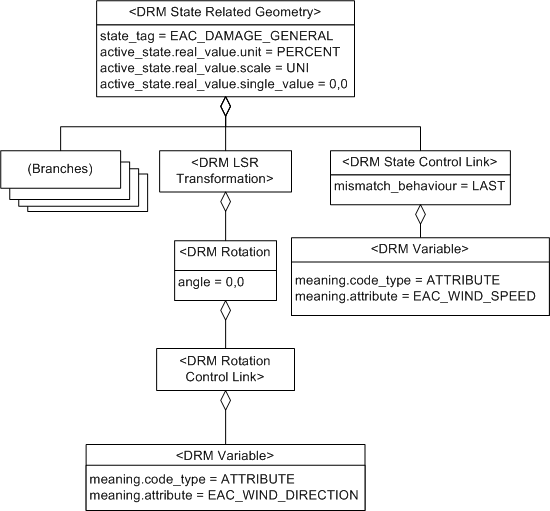 <DRM State Related Geometry>
state_tag = EAC_DAMAGE_GENERAL
active_state.real_value.unit = PERCENT
active_state.real_value.scale = UNI
active_state.real_value.single_value = 0,0
(Branches)
<DRM LSR
Transformation>
<DRM State Control Link>
mismatch_behaviour = LAST
<DRM Rotation
angle = 0,0
<DRM Variable>
meaning.code_type = ATTRIBUTE
meaning.attribute = EAC_WIND_SPEED
<DRM Rotation
Control Link>
<DRM Variable>
meaning.code_type = ATTRIBUTE
meaning.attribute = EAC_WIND_DIRECTION